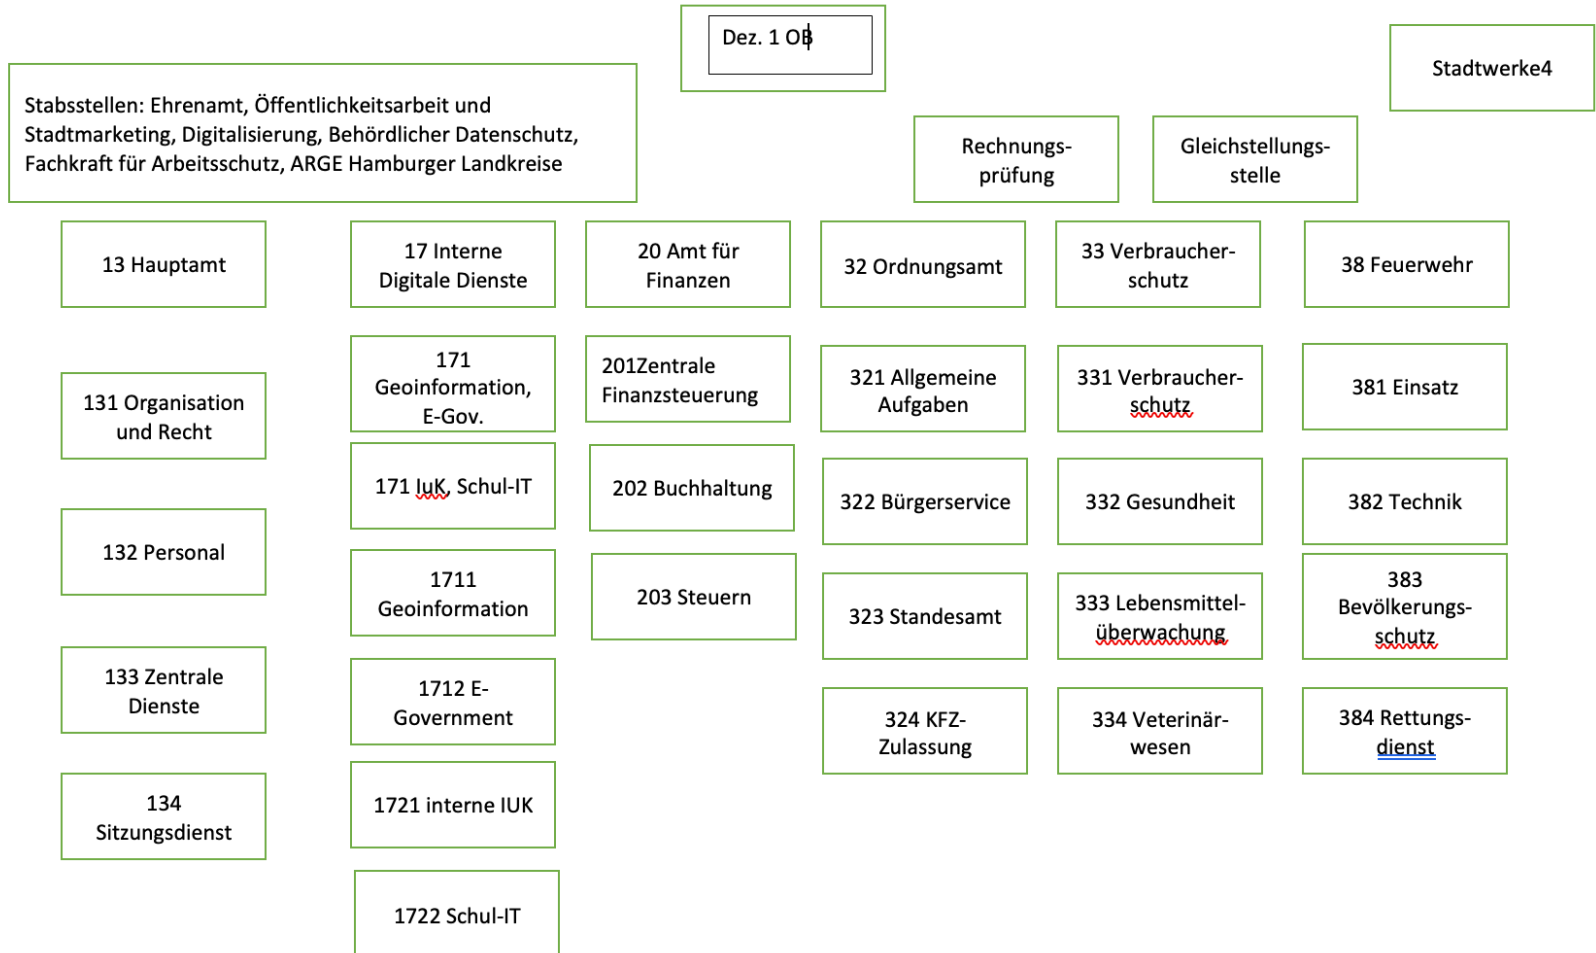 Dez. 1 OB
Stadtwerke4
Stabsstellen: Ehrenamt, Öffentlichkeitsarbeit und
Stadtmarketing, Digitalisierung, Behördlicher Datenschutz,
Fachkraft für Arbeitsschutz, ARGE Hamburger Landkreise
Rechnungs-
prüfung
Gleichstellungs-
stelle
13 Hauptamt
17 Interne
Digitale Dienste
20 Amt für
Finanzen
32 Ordnungsamt
33 Verbraucher-
schutz
38 Feuerwehr
131 Organisation
und Recht
132 Personal
133 Zentrale
Dienste
134
Sitzungsdienst
171
Geoinformation,
E-Gov.
171 IuK, Schul-IT
1711
Geoinformation
1712 E-
Government
1721 interne IUK
1722 Schul-IT
201Zentrale
Finanzsteuerung
202 Buchhaltung
203 Steuern
321 Allgemeine
Aufgaben
322 Bürgerservice
323 Standesamt
324 KFZ-
Zulassung
331 Verbraucher-
schutz
332 Gesundheit
333 Lebensmittel-
überwachung
334 Veterinär-
wesen
381 Einsatz
382 Technik
383
Bevölkerungs-
schutz
384 Rettungs-
dienst